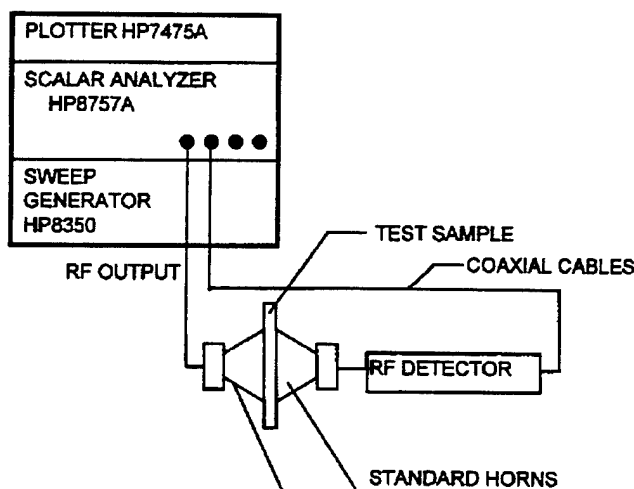 PLOTTER HP7475A
SCALAR ANALYZER
HP8757A
SWEEP
GENERATOR
HP8350
TEST SAMPLE
COAXIAL CABLES
RF OUTPUT
RF DETECTOR
STANDARD HORNS